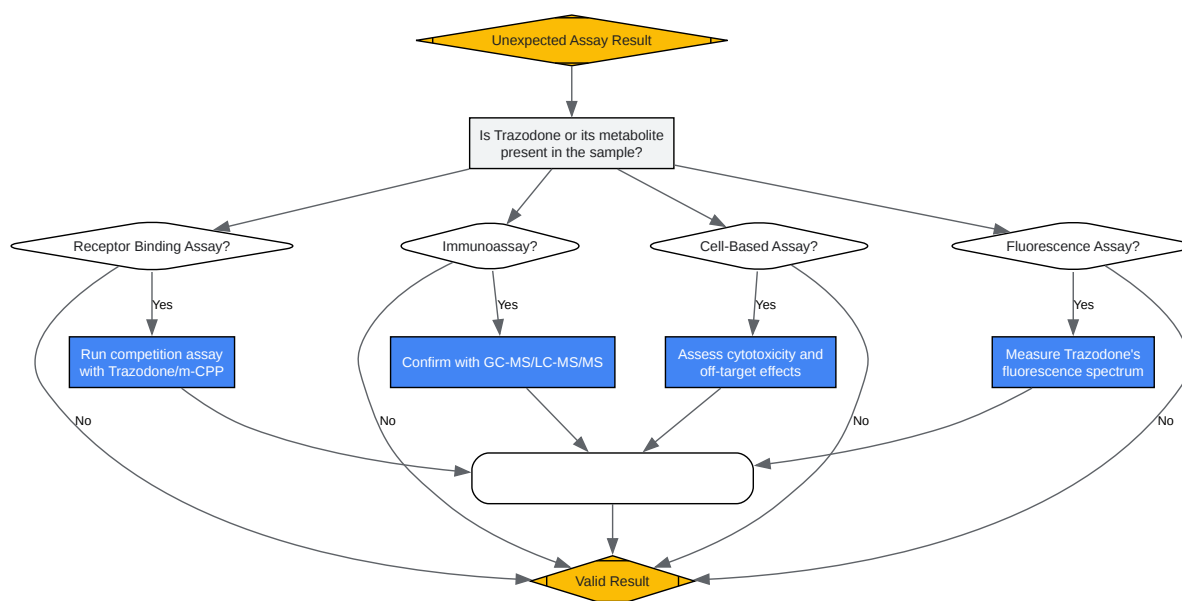 Unexpected Assay Result
Is Trazodone or its metabolite
present in the sample?
Receptor Binding Assay?
Immunoassay?
Cell-Based Assay?
Fluorescence Assay?
Yes
Yes
Yes
Yes
Run competition assay
with Trazodone/m-CPP
Confirm with GC-MS/LC-MS/MS
Assess cytotoxicity and
off-target effects
Measure Trazodone's
fluorescence spectrum
No
No
No
No
Valid Result